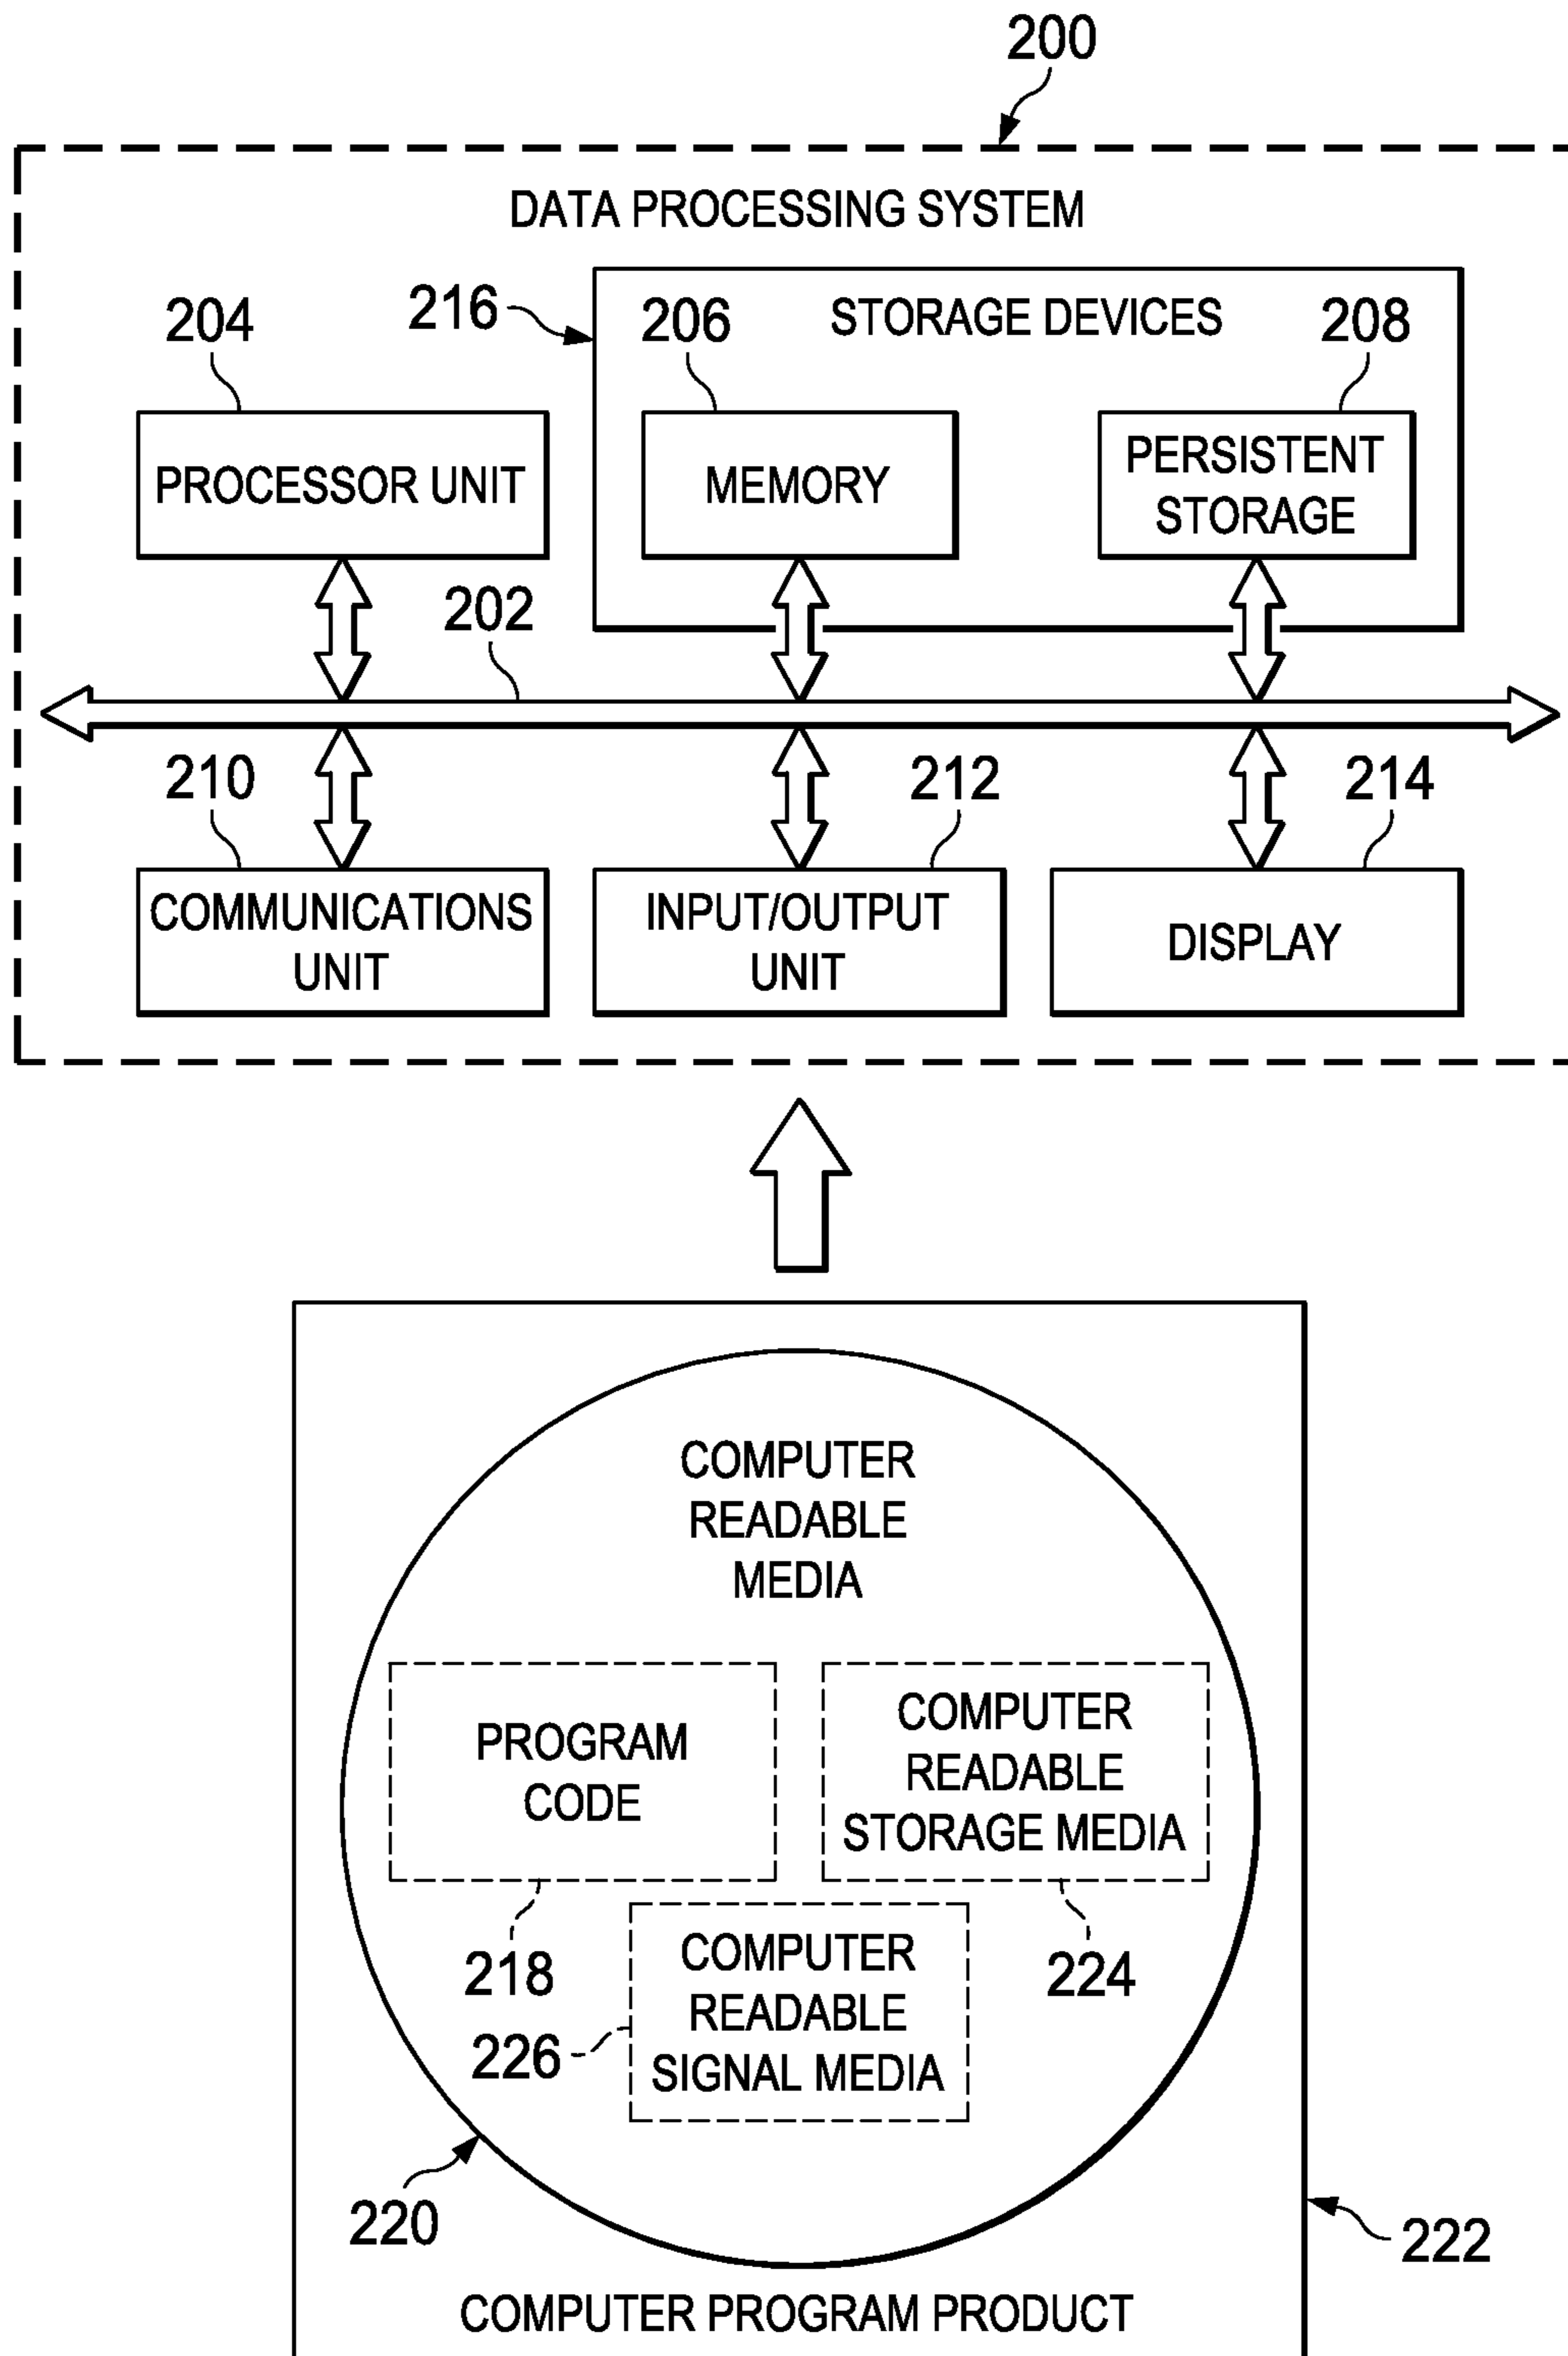 200
DATA PROCESSING SYSTEM
204
216
206
STORAGE DEVICES
208
PROCESSOR UNIT
MEMORY
PERSISTENT
STORAGE
202
210
212
214
COMMUNICATIONS
UNIT
INPUT/OUTPUT
UNIT
DISPLAY
COMPUTER
READABLE
MEDIA
PROGRAM
CODE
COMPUTER
READABLE
STORAGE MEDIA
218
224
COMPUTER
READABLE
SIGNAL MEDIA
226
220
222
COMPUTER PROGRAM PRODUCT